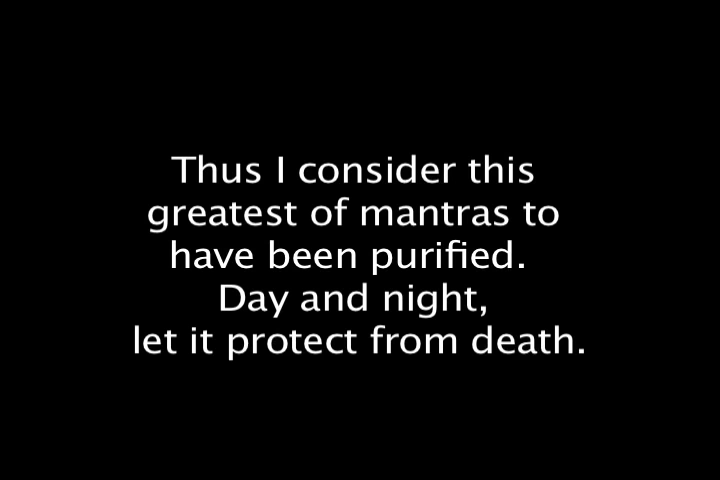 Thus I consider this
greatest of mantras to
have been purified.
Day and night,
let it protect from death.